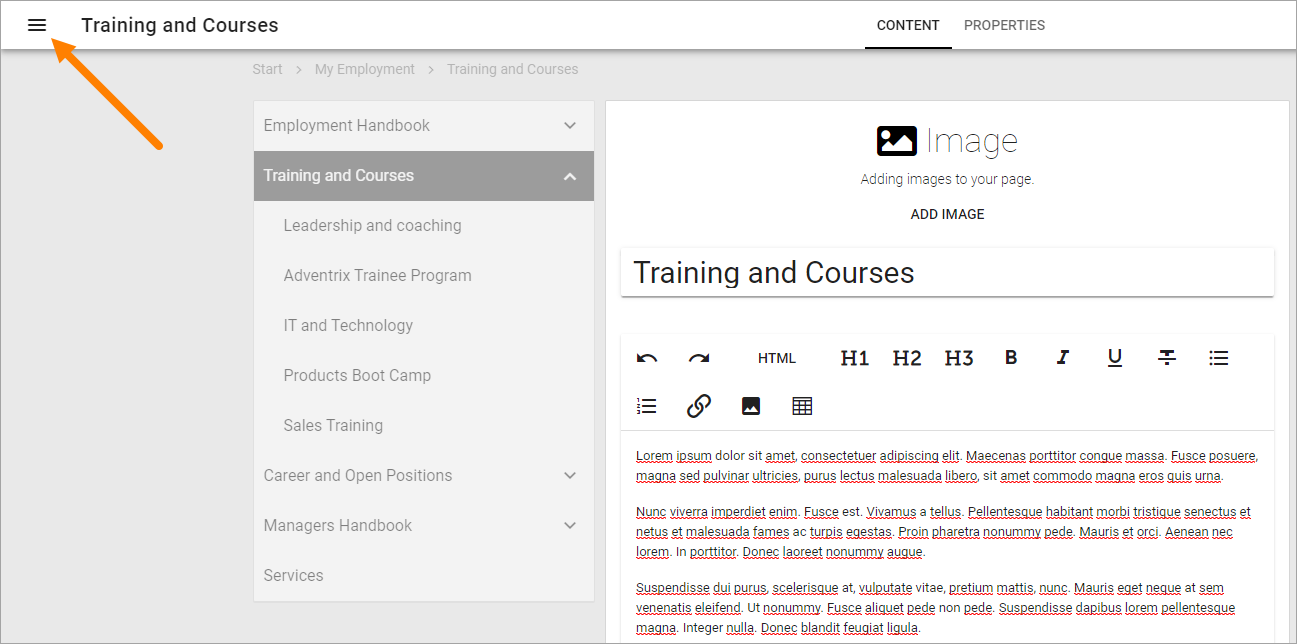 Training and Courses
CONTENT PROPERTIES
Start > My Employment > Training and Courses
Employment Handbook
Training and Courses
Leadership and coaching
Adventrix Trainee Program
IT and Technology
Products Boot Camp
Sales Training
Career and Open Positions
Managers Handbook
Services
Image
Adding images to your page.
ADD IMAGE
Training and Courses
HTML H1 H2 H3 B I U
Lorem ipsum dolor sit amet, consectetuer adipiscing elit. Maecenas porttitor congue massa. Fusce posuere,
magna sed pulvinar ultricies, purus lectus malesuada libero, sit amet commodo magna eros quis urna.
Nunc viverra imperdiet enim. Fusce est. Vivamus a tellus. Pellentesque habitant morbi tristique senectus et
netus et malesuada fames ac turpis egestas. Proin pharetra nonummy pede. Mauris et orci. Aenean nec
lorem. In porttitor. Donec laoreet nonummy augue.
Suspendisse dui purus, scelerisque at, vulputate vitae, pretium mattis, nunc. Mauris eget neque at sem
venenatis eleifend. Ut nonummy. Fusce aliquet pede non pede. Suspendisse dapibus lorem pellentesque
magna. Integer nulla. Donec blandit feugiat ligula.